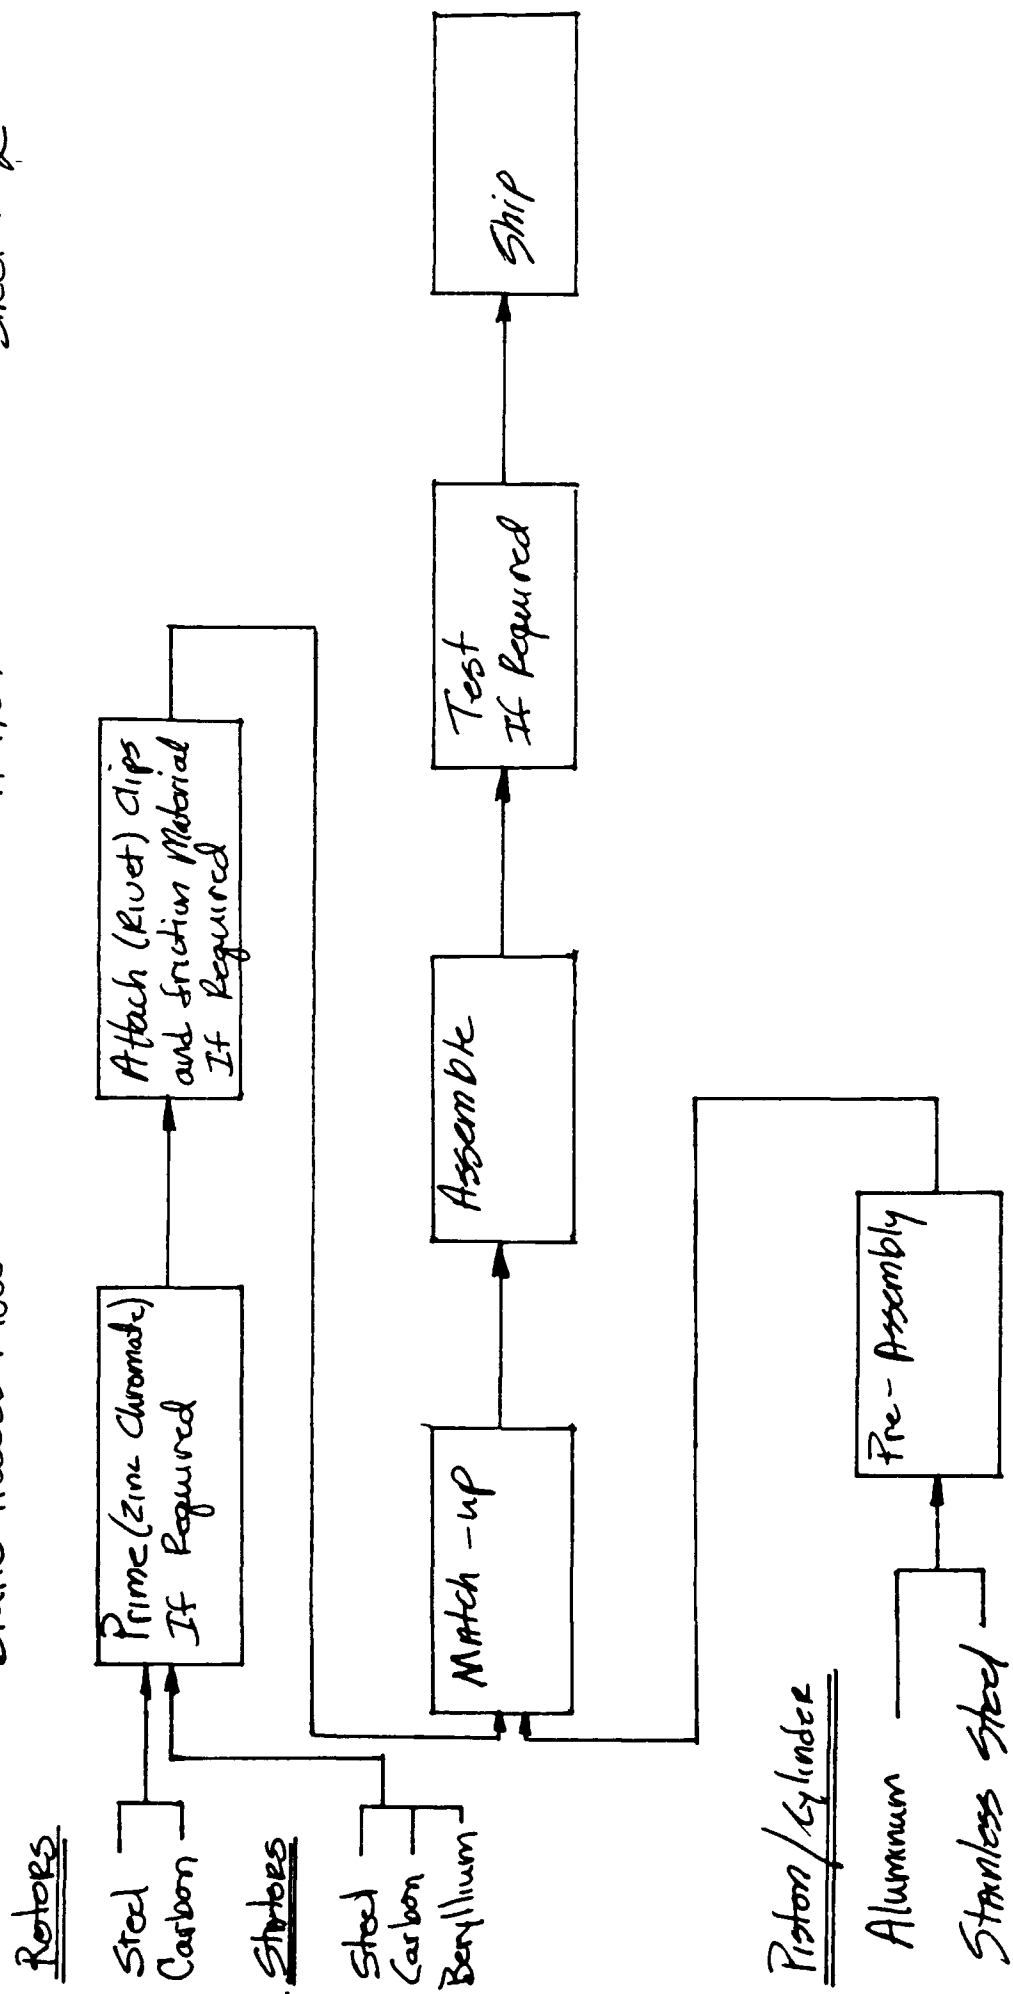 Rotors
Steel
Carbon
Stators
Steel
Carbon
Beryllium
Prime (Zinc Chromate)
If Required
Attach (Rivet) Clips
and friction Material
If Required
Match-up
Assemble
Test
If Required
Ship
Piston/Cylinder
Aluminum
Stainless Steel
Pre-Assembly